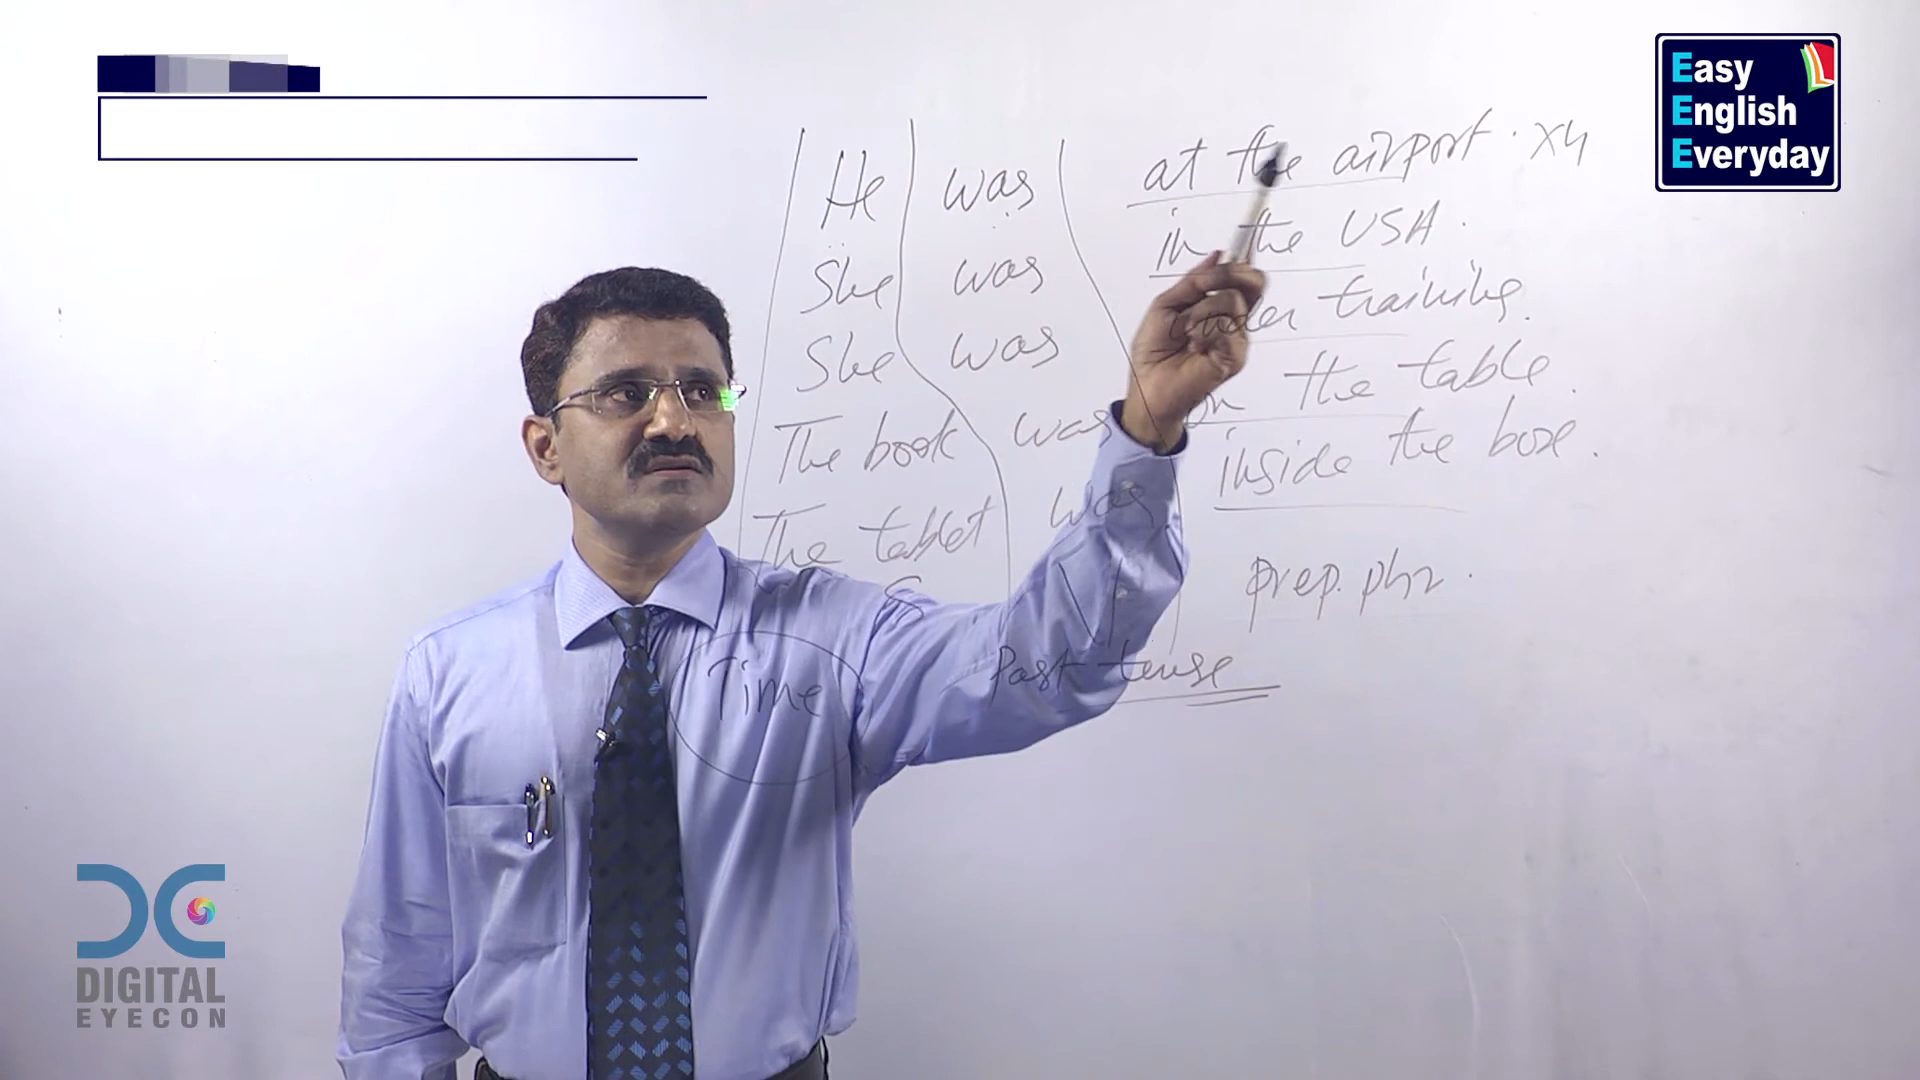 Easy
English
Everyday
He was at the airport. X4
She was in the USA.
She was under training.
The book was on the table.
The tablet was inside the box.
S V prep. phr.
Time Past tense
DIGITAL
EYECON